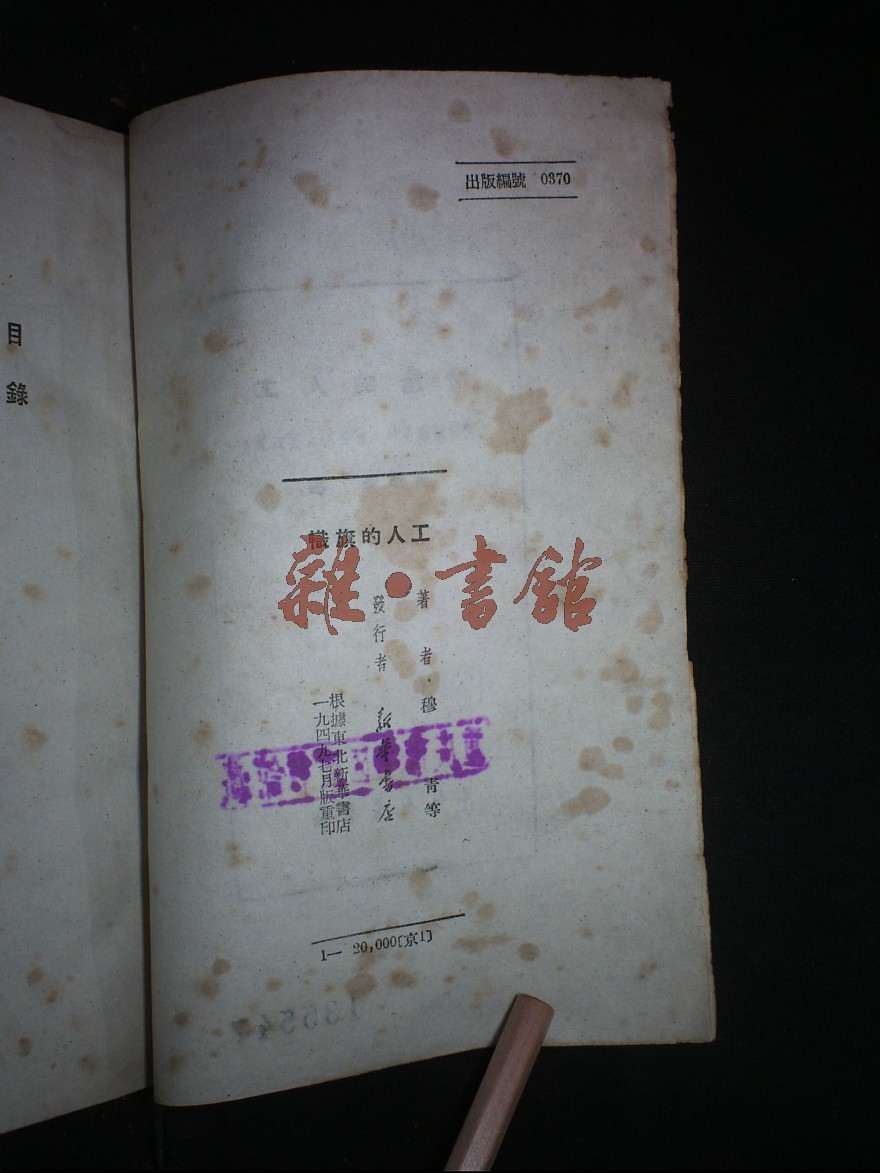 目錄
出版編號 0370
幟旗的人工
雜·書館
著者·穆青等
發行者 新華書店
根據東北新華書店
一九四九七月版重印
1— 20,000〔京1〕